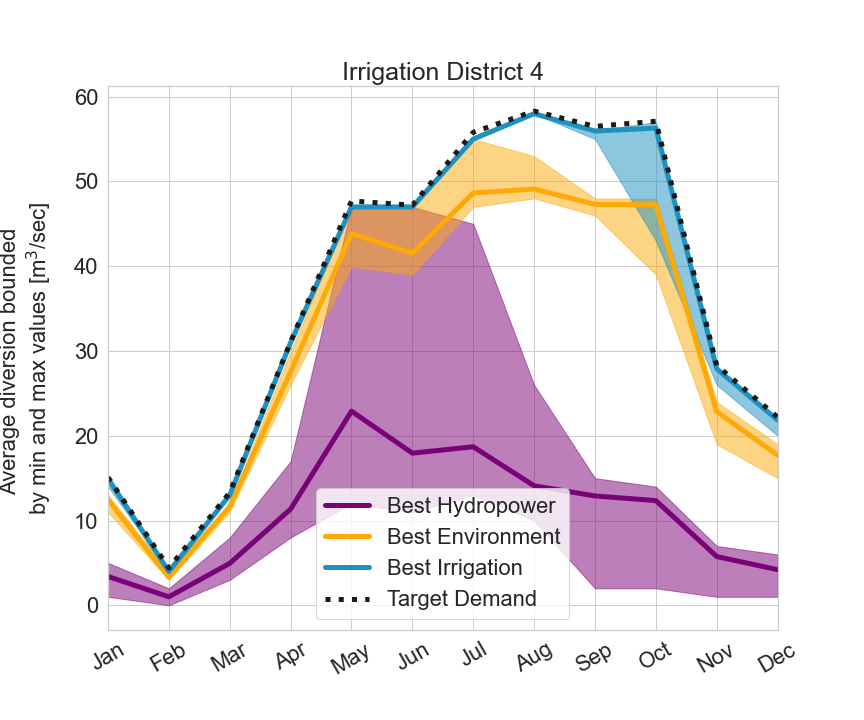 Irrigation District 4
Average diversion bounded
by min and max values [m³/sec]
60
50
40
30
20
10
0
Best Hydropower
Best Environment
Best Irrigation
Target Demand
Jan Feb Mar Apr May Jun Jul Aug Sep Oct Nov Dec